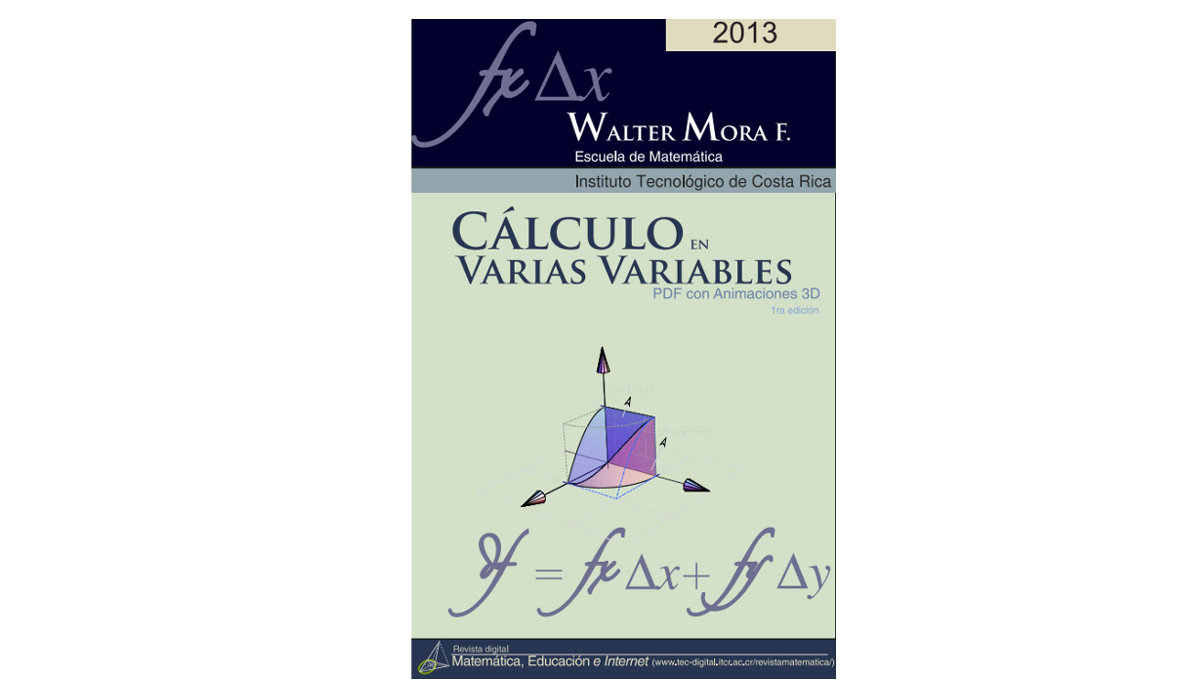 2013
fx Δx
WALTER MORA F.
Escuela de Matemática
Instituto Tecnológico de Costa Rica
CÁLCULO EN
VARIAS VARIABLES
PDF con Animaciones 3D
1ra edición
= fx Δx+ fy Δy
Revista digital
Matemática, Educación e Internet (www.tec-digital.itcr.ac.cr/revistamatematica/)